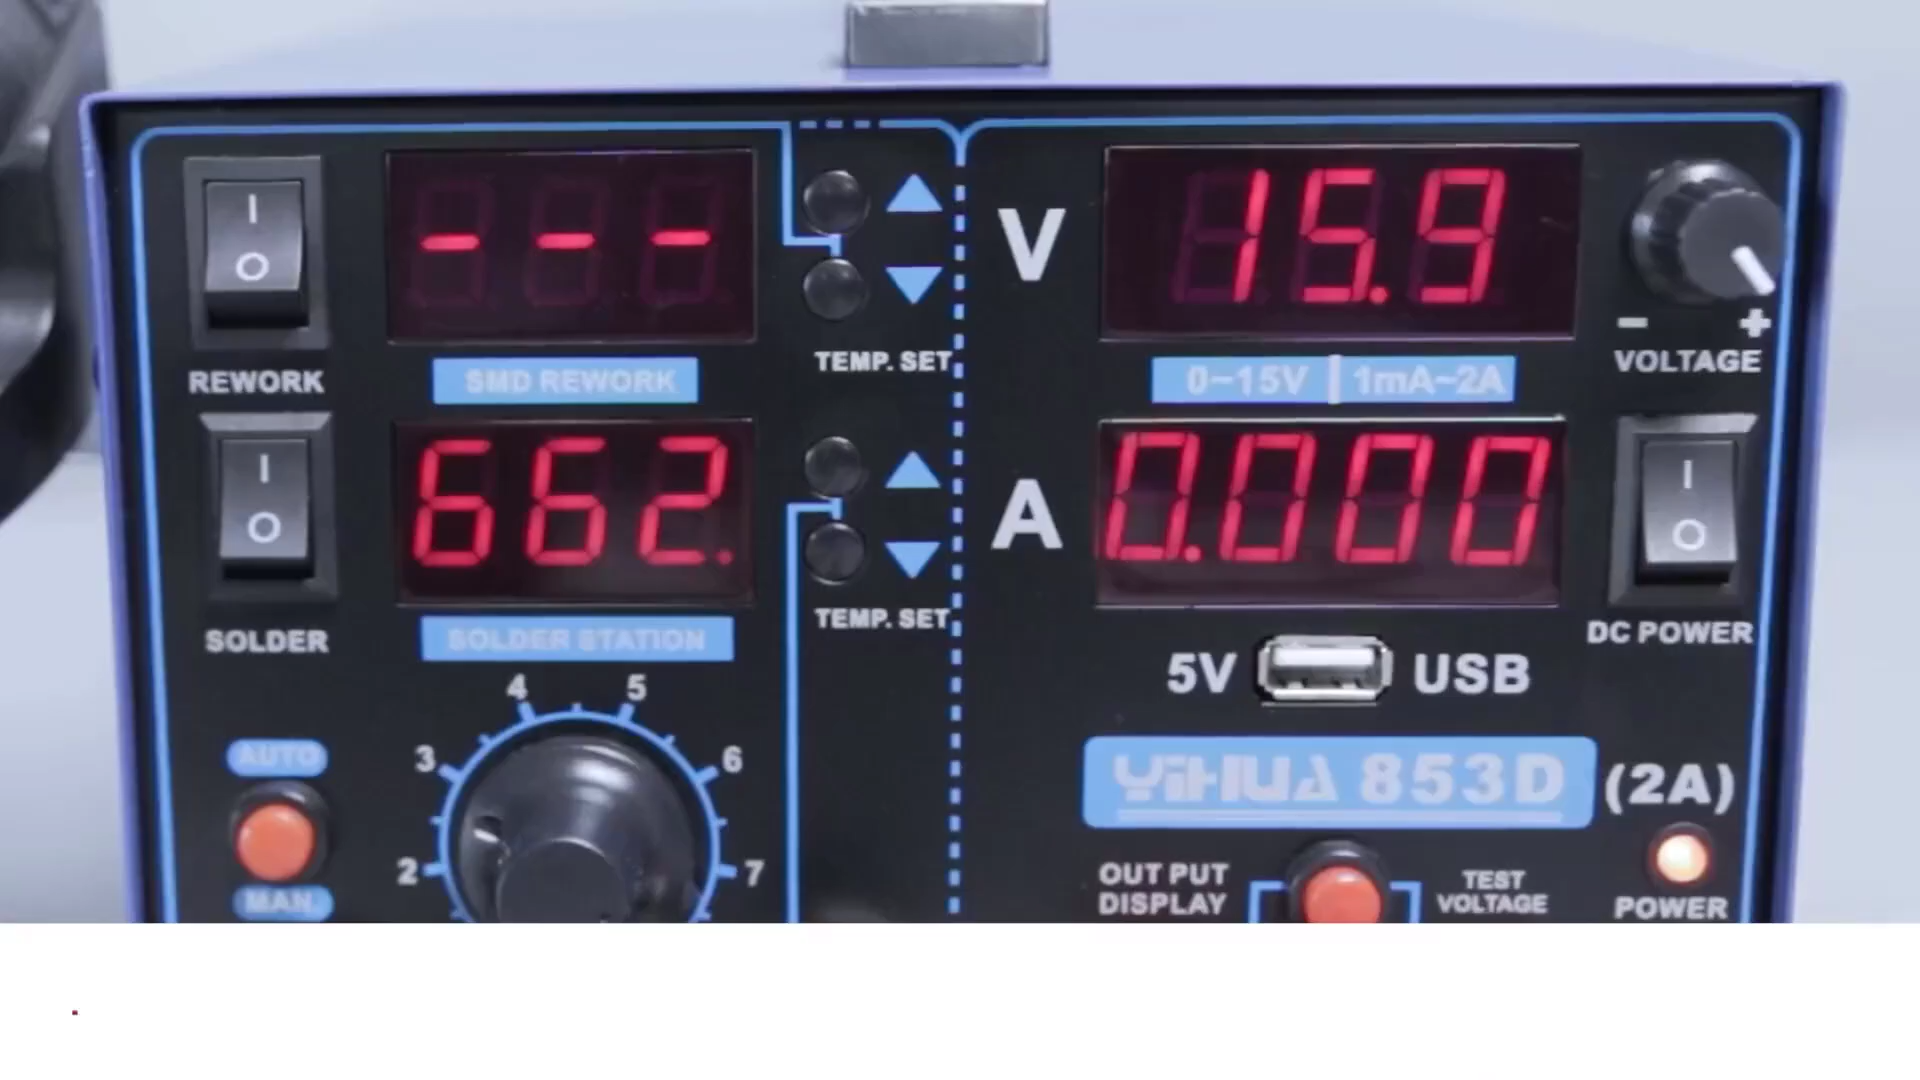 I
O
REWORK
- - -
SMD REWORK
TEMP. SET
V
15.9
0~15V | 1mA~2A
- +
VOLTAGE
I
O
SOLDER
662.
SOLDER STATION
TEMP. SET
A
0.000
I
O
DC POWER
5V USB
AUTO
MAN.
2 3 4 5 6 7
YIHUA 853D (2A)
OUT PUT
DISPLAY
TEST
VOLTAGE
POWER